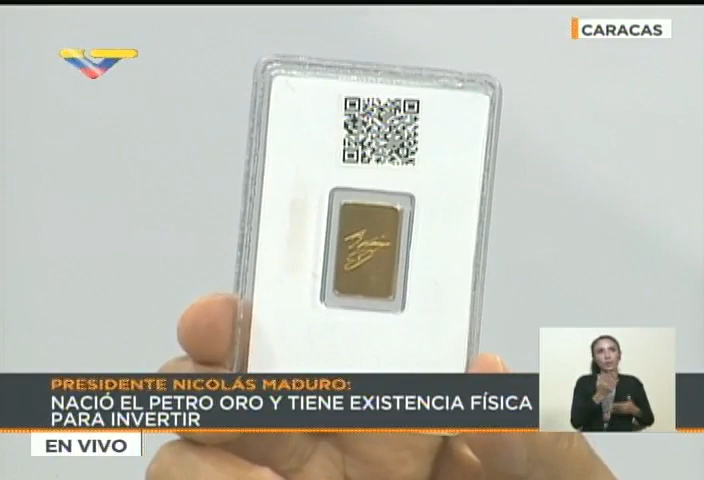 CARACAS
PRESIDENTE NICOLÁS MADURO:
NACIÓ EL PETRO ORO Y TIENE EXISTENCIA FÍSICA
PARA INVERTIR
EN VIVO